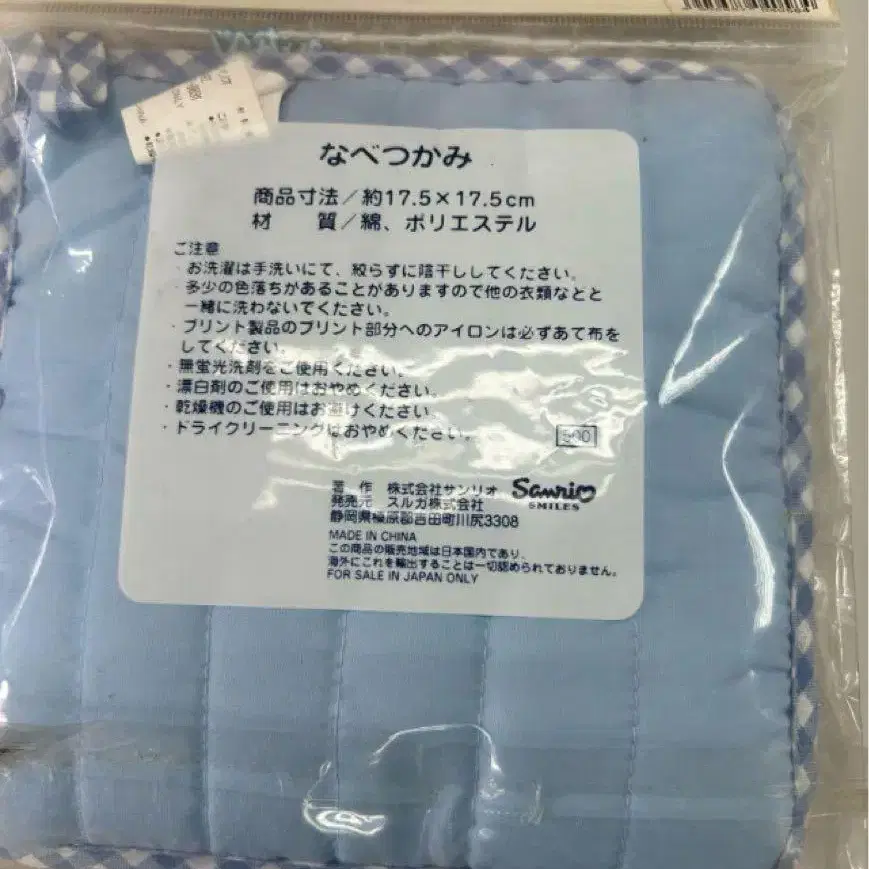 なべつかみ
商品寸法／約17.5×17.5cm
材　　質／綿、ポリエステル
ご注意
・お洗濯は手洗いにて、絞らずに陰干ししてください。
・多少の色落ちがあることがありますので他の衣類などと
一緒に洗わないでください。
・プリント製品のプリント部分へのアイロンは必ずあて布を
してください。
・無蛍光洗剤をご使用ください。
・漂白剤のご使用はおやめください。
・乾燥機のご使用はお避けください
・ドライクリーニングはおやめください。
500
著　作　株式会社サンリオ
Sanrio
SMILES
発売元　スルガ株式会社
静岡県榛原郡吉田町川尻3308
MADE IN CHINA
この商品の販売地域は日本国内であり、
海外にこれを輸出することは一切認められておりません。
FOR SALE IN JAPAN ONLY